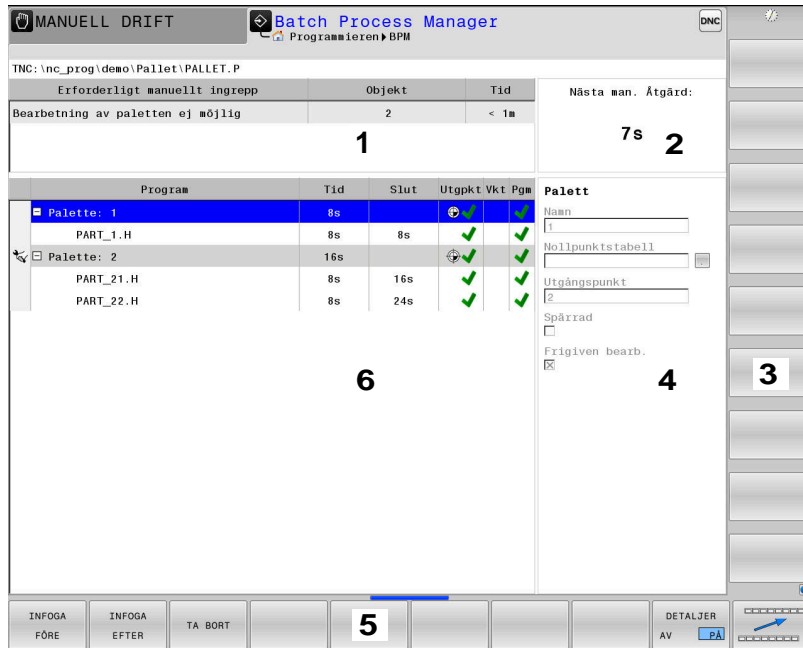 MANUELL DRIFT
Batch Process Manager
Programmieren ▸ BPM
DNC
TNC:\nc_prog\demo\Pallet\PALLET.P
Erforderligt manuellt ingrepp Objekt Tid
Bearbetning av paletten ej möjlig 2 < 1m
1
Nästa man. Åtgärd:
7s
2
Program Tid Slut Utgpkt Vkt Pgm
Palette: 1 8s
PART_1.H 8s 8s
Palette: 2 16s
PART_21.H 8s 16s
PART_22.H 8s 24s
6
Palett
Namn
1
Nollpunktstabell
Utgångspunkt
2
Spärrad
Frigiven bearb.
4
3
INFOGA FÖRE
INFOGA EFTER
TA BORT
5
DETALJER
AV PÅ